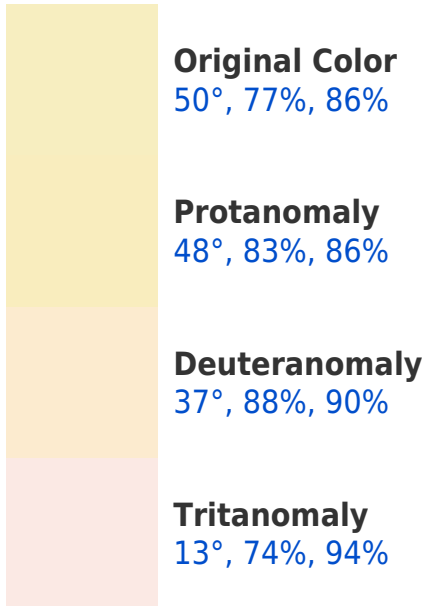 Original Color
50°, 77%, 86%
Protanomaly
48°, 83%, 86%
Deuteranomaly
37°, 88%, 90%
Tritanomaly
13°, 74%, 94%